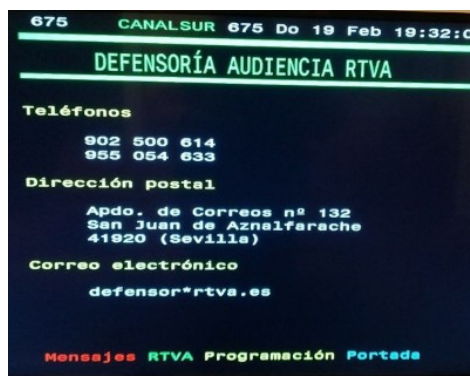 675 CANALSUR 675 Do 19 Feb 19:32:0
DEFENSORÍA AUDIENCIA RTVA
Teléfonos
902 500 614
955 054 633
Dirección postal
Apdo. de Correos nº 132
San Juan de Aznalfarache
41920 (Sevilla)
Correo electrónico
defensor*rtva.es
Mensajes RTVA Programación Portada